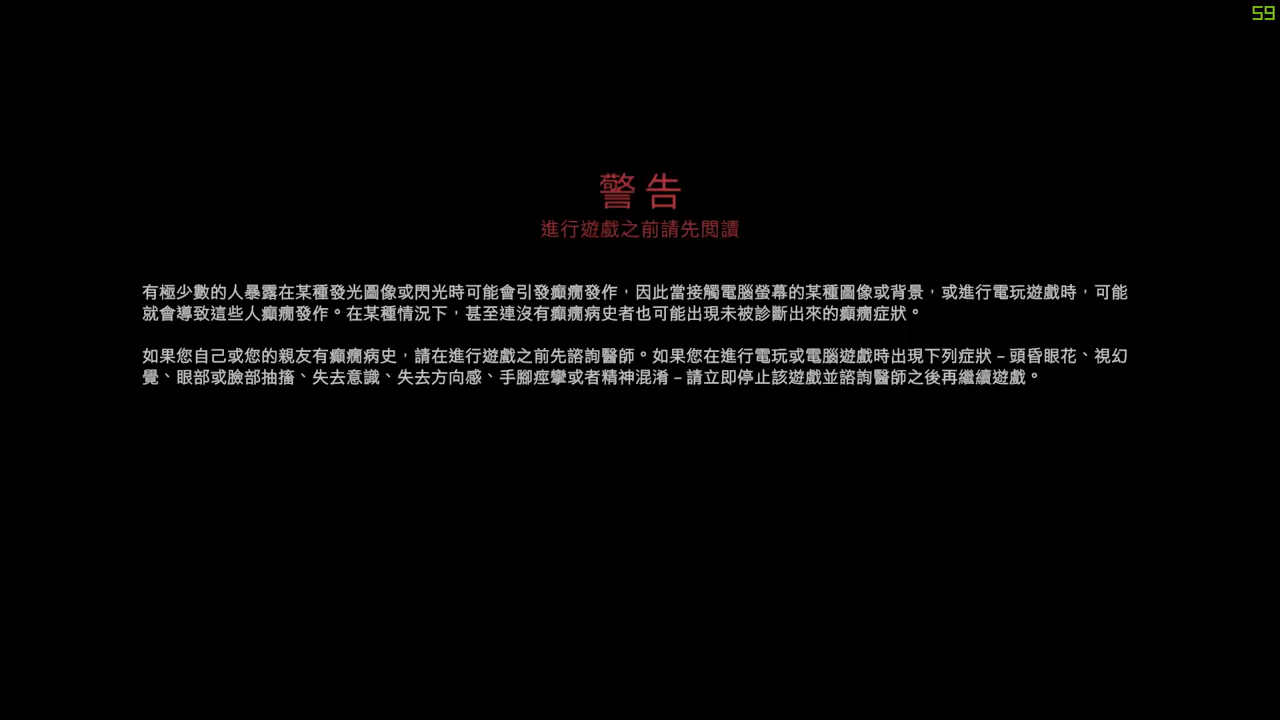 59
警告
進行遊戲之前請先閱讀
有極少數的人暴露在某種發光圖像或閃光時可能會引發癲癇發作，因此當接觸電腦螢幕的某種圖像或背景，或進行電玩遊戲時，可能
就會導致這些人癲癇發作。在某種情況下，甚至連沒有癲癇病史者也可能出現未被診斷出來的癲癇症狀。
如果您自己或您的親友有癲癇病史，請在進行遊戲之前先諮詢醫師。如果您在進行電玩或電腦遊戲時出現下列症狀 – 頭昏眼花、視幻
覺、眼部或臉部抽搐、失去意識、失去方向感、手腳痙攣或者精神混淆 – 請立即停止該遊戲並諮詢醫師之後再繼續遊戲。